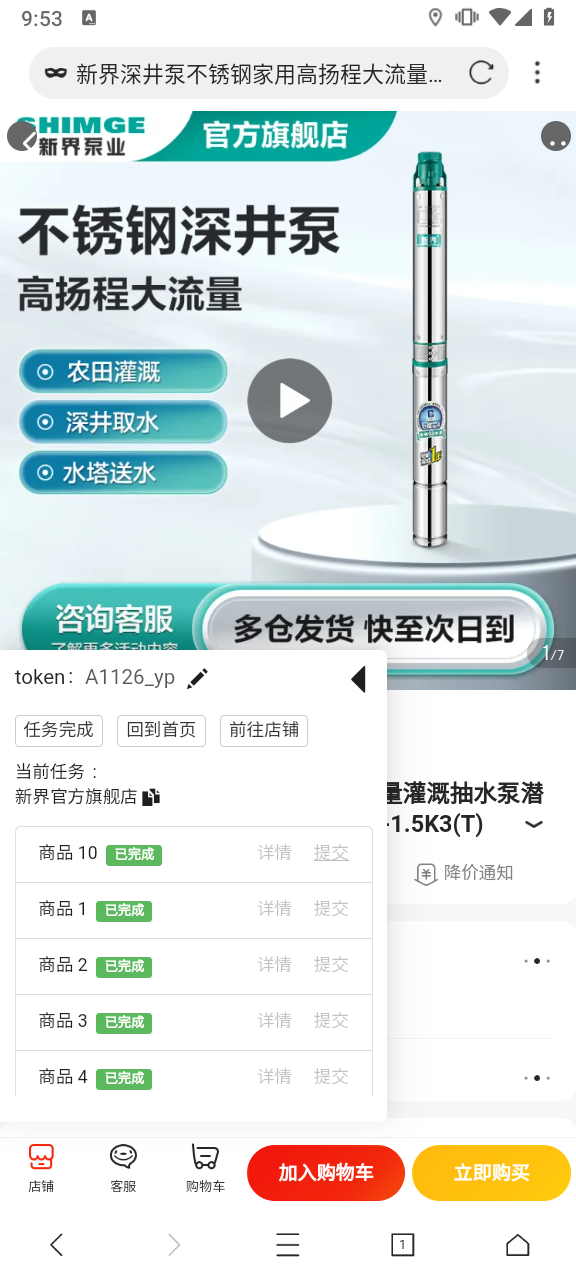 9:53
新界深井泵不锈钢家用高扬程大流量...
SHIMGE
新界泵业
官方旗舰店
不锈钢深井泵
高扬程大流量
农田灌溉
深井取水
水塔送水
咨询客服
了解更多活动内容
多仓发货 快至次日到
1/7
token: A1126_yp
任务完成
回到首页
前往店铺
当前任务：
新界官方旗舰店
量灌溉抽水泵潜
-1.5K3(T)
降价通知
商品 10 已完成 详情 提交
商品 1 已完成 详情 提交
商品 2 已完成 详情 提交
商品 3 已完成 详情 提交
商品 4 已完成 详情 提交
店铺
客服
购物车
加入购物车
立即购买
1